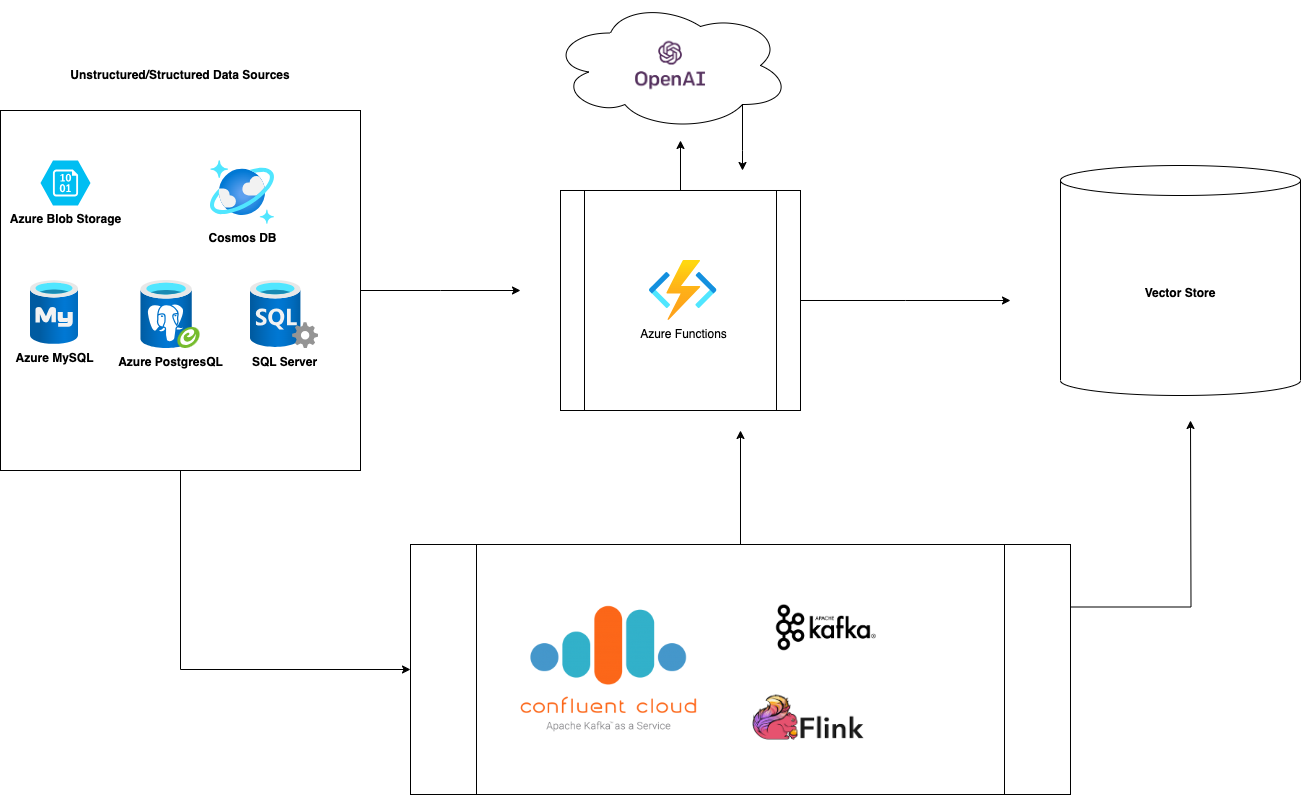 OpenAI
Unstructured/Structured Data Sources
10
01
Azure Blob Storage
Cosmos DB
My
SQL
Azure MySQL
Azure PostgresQL
SQL Server
Azure Functions
Vector Store
confluent cloud
Apache Kafka™ as a Service
APACHE
kafka®
Flink